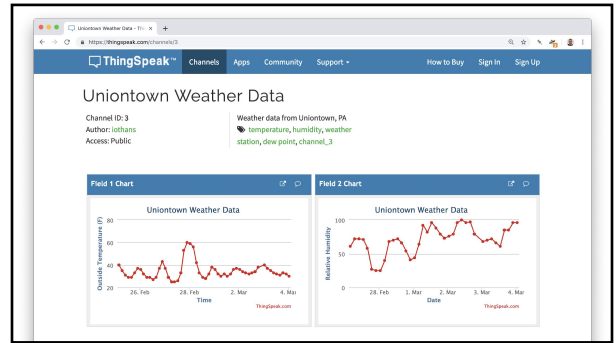 Uniontown Weather Data - Thi
https://thingspeak.com/channels/3
ThingSpeak™ Channels Apps Community Support How to Buy Sign In Sign Up
Uniontown Weather Data
Channel ID: 3
Author: iothans
Access: Public
Weather data from Uniontown, PA
temperature, humidity, weather
station, dew point, channel_3
Field 1 Chart
Uniontown Weather Data
Outside Temperature (F)
80
60
40
20
26. Feb 28. Feb 2. Mar 4. Mar
Time
ThingSpeak.com
Field 2 Chart
Uniontown Weather Data
Relative Humidity
100
50
0
28. Feb 1. Mar 2. Mar 3. Mar 4. Mar
Date
ThingSpeak.com